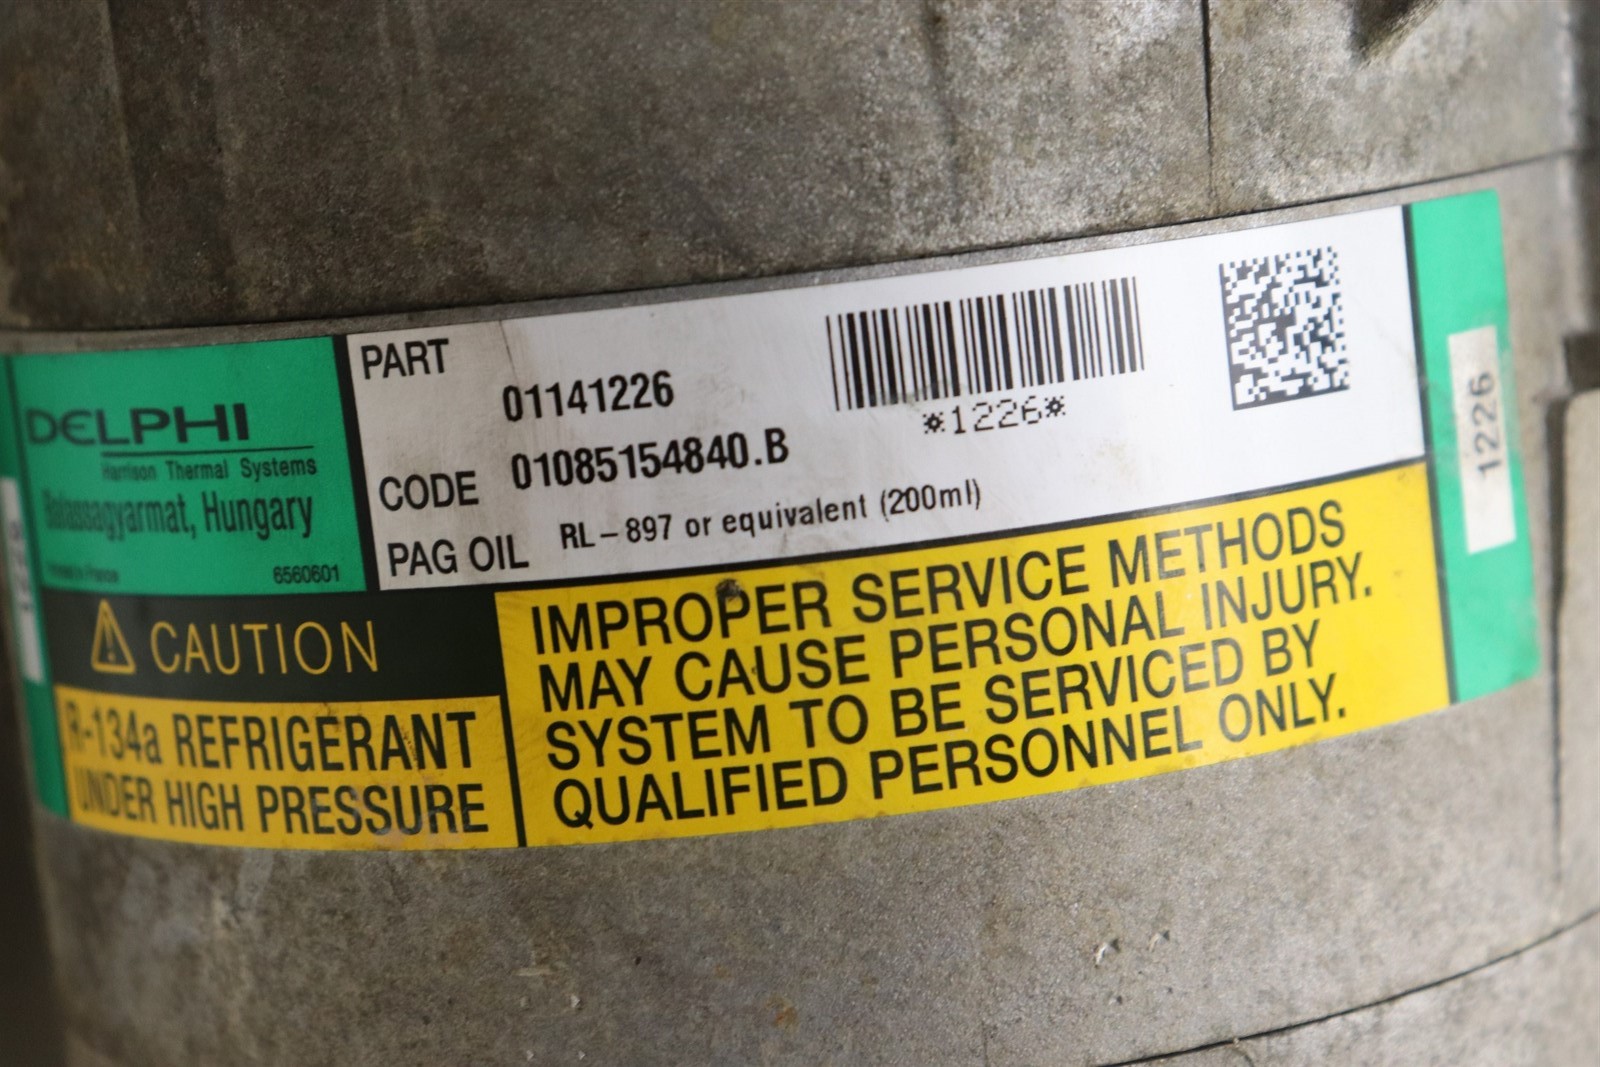 DELPHI
Harrison Thermal Systems
Balassagyarmat, Hungary
6560601
PART
01141226
CODE 01085154840.B
PAG OIL RL-897 or equivalent (200ml)
*1226*
1226
CAUTION
R-134a REFRIGERANT
UNDER HIGH PRESSURE
IMPROPER SERVICE METHODS
MAY CAUSE PERSONAL INJURY.
SYSTEM TO BE SERVICED BY
QUALIFIED PERSONNEL ONLY.